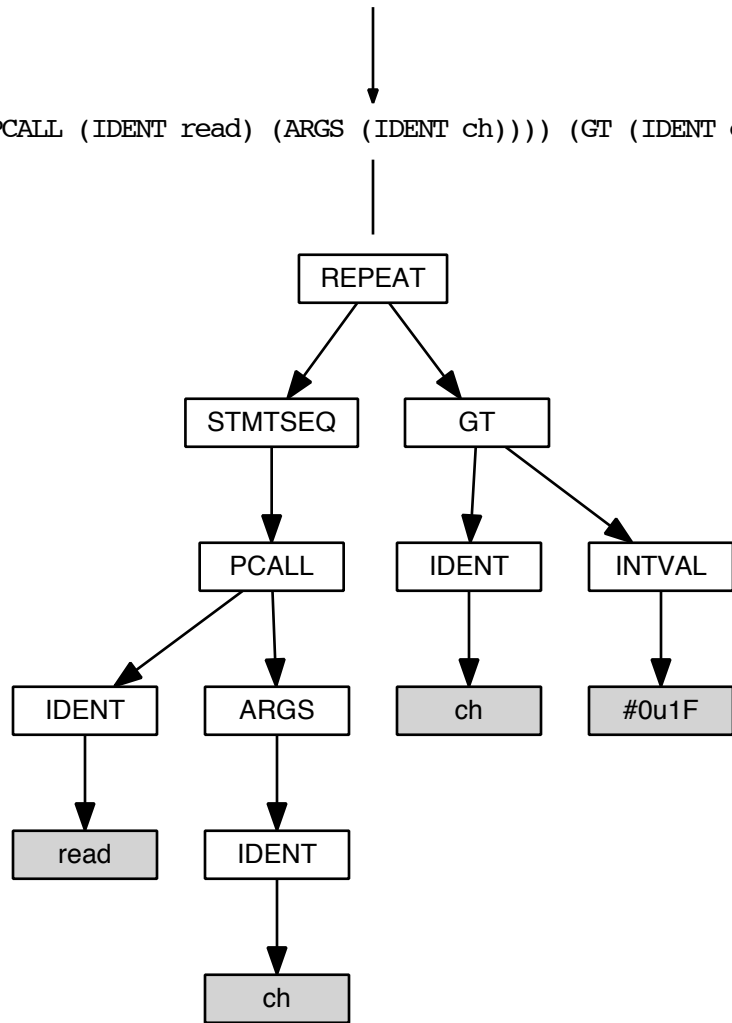 PCALL (IDENT read) (ARGS (IDENT ch)))) (GT (IDENT
REPEAT
STMTSEQ GT
PCALL IDENT INTVAL
IDENT ARGS ch #0u1F
read IDENT
ch